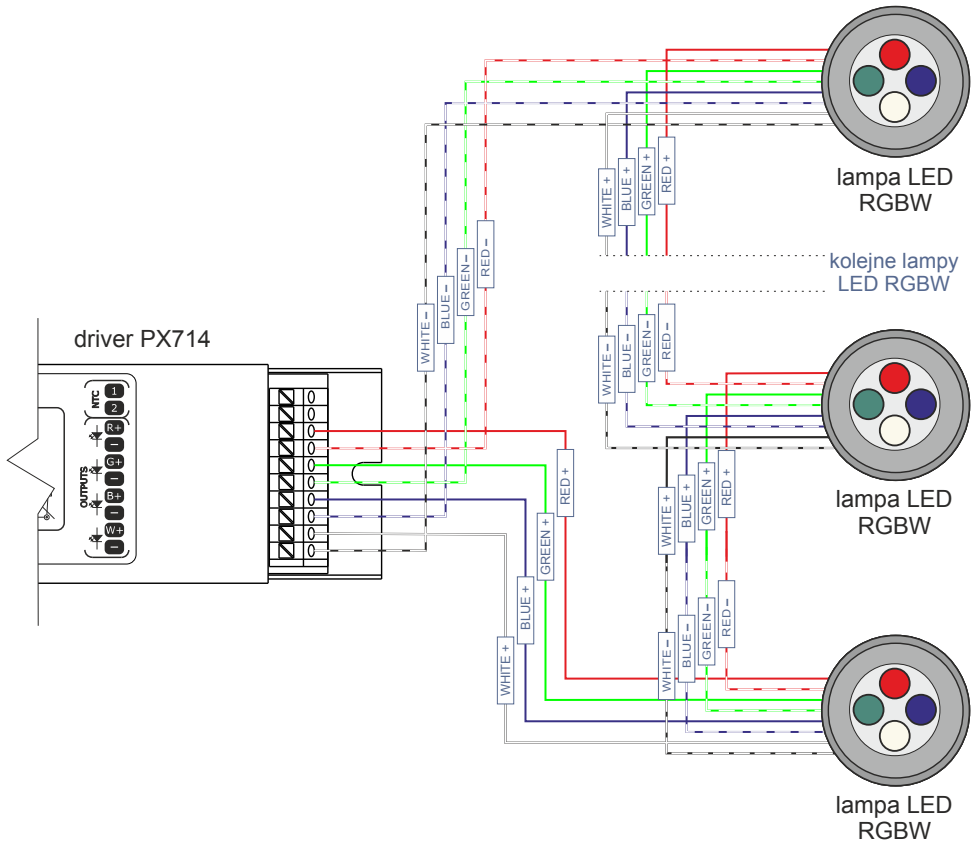 lampa LED
RGBW
WHITE +
BLUE +
GREEN +
RED +
kolejne lampy
LED RGBW
WHITE –
BLUE –
GREEN –
RED –
WHITE –
BLUE –
GREEN –
RED –
driver PX714
NTC
1
2
OUTPUTS
R+
–
G+
–
B+
–
W+
–
lampa LED
RGBW
RED +
GREEN +
BLUE +
WHITE +
WHITE +
BLUE +
GREEN +
RED +
WHITE –
BLUE –
GREEN –
RED –
lampa LED
RGBW